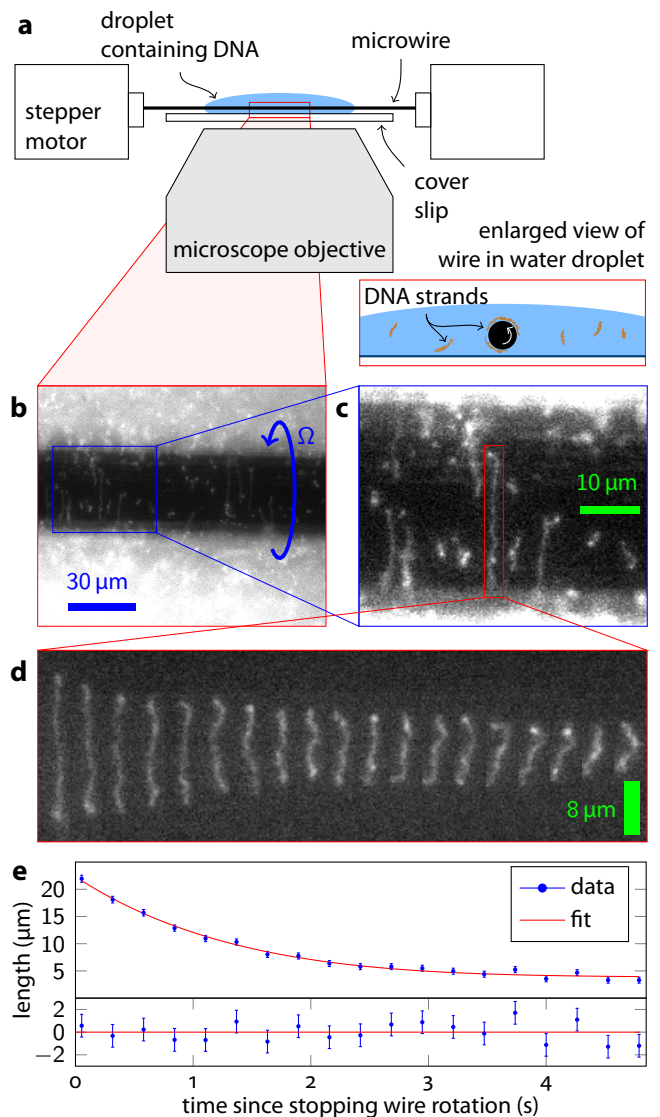 a
droplet
containing DNA
microwire
stepper
motor
cover
slip
microscope objective
enlarged view of
wire in water droplet
DNA strands
b
Ω
30 µm
c
10 µm
d
8 µm
e
20
15
10
5
length (µm)
data
fit
2
0
−2
0
1
2
3
4
time since stopping wire rotation (s)